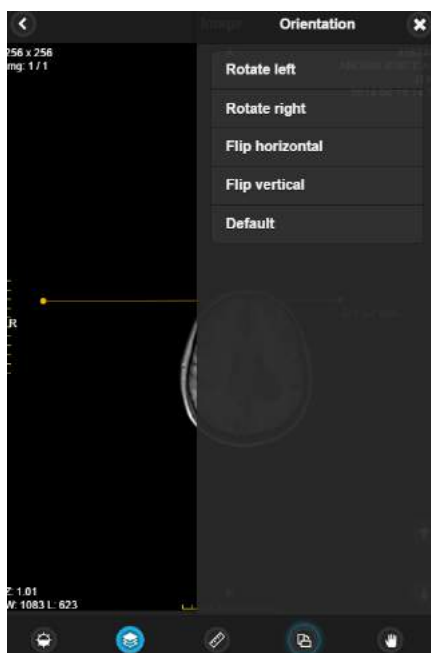 Image Orientation
256 x 256
mg: 1 / 1
Rotate left
Rotate right
Flip horizontal
Flip vertical
Default
R
Z: 1.01
W: 1083 L: 623